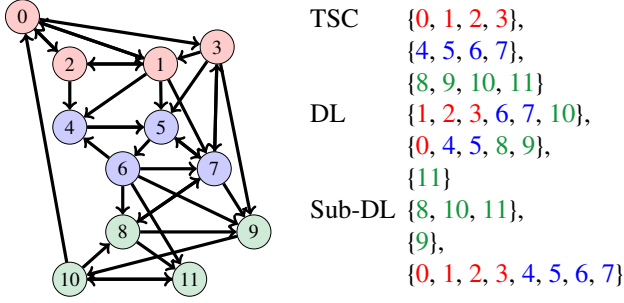 0
3
2
1
4
5
6
7
8
9
10
11
TSC {0, 1, 2, 3},
{4, 5, 6, 7},
{8, 9, 10, 11}
DL {1, 2, 3, 6, 7, 10},
{0, 4, 5, 8, 9},
{11}
Sub-DL {8, 10, 11},
{9},
{0, 1, 2, 3, 4, 5, 6, 7}